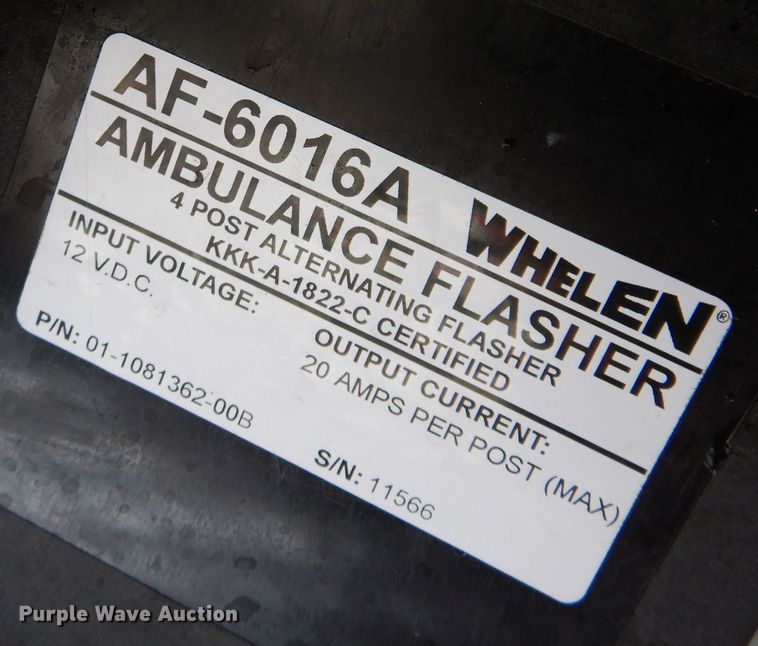 AF-6016A WHELEN®
AMBULANCE FLASHER
4 POST ALTERNATING FLASHER
KKK-A-1822-C CERTIFIED
INPUT VOLTAGE:
12 V.D.C.
OUTPUT CURRENT:
20 AMPS PER POST (MAX)
P/N: 01-1081362-00B
S/N: 11566
Purple Wave Auction